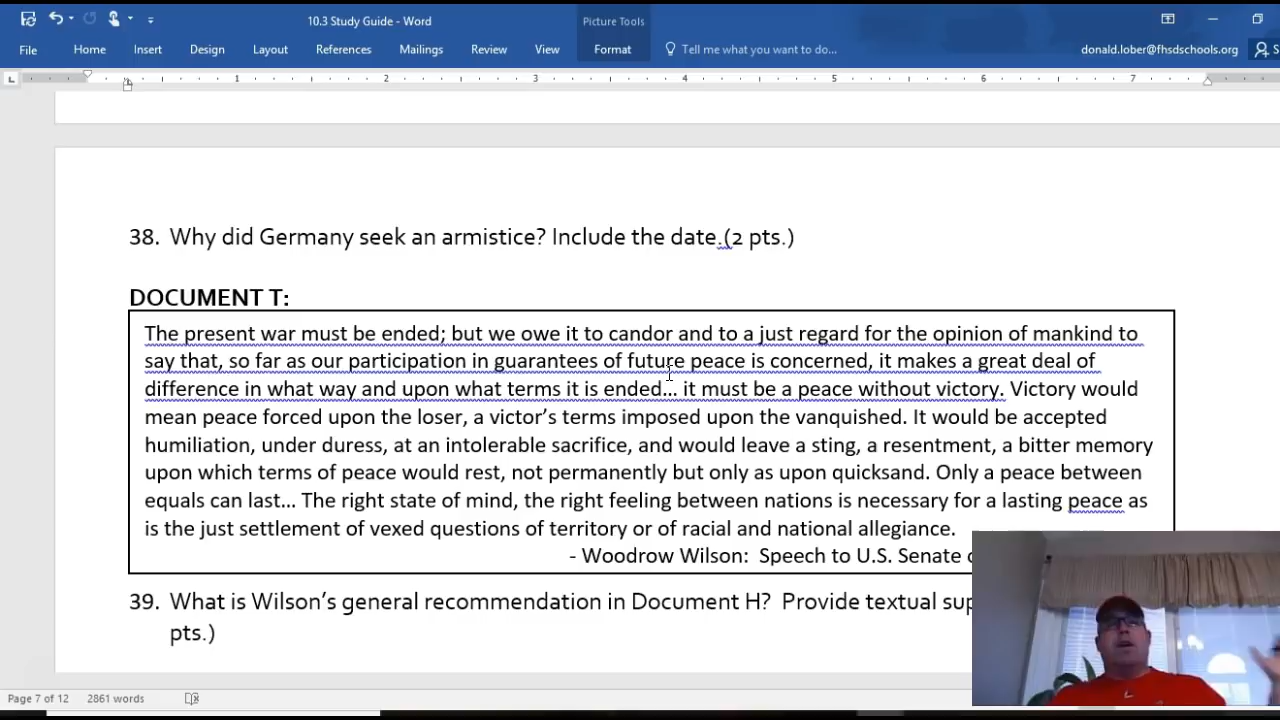 10.3 Study Guide - Word
Picture Tools
File Home Insert Design Layout References Mailings Review View Format Tell me what you want to do... donald.lober@fhsdschools.org
1 2 3 4 5 6 7
38. Why did Germany seek an armistice? Include the date.(2 pts.)
DOCUMENT T:
The present war must be ended; but we owe it to candor and to a just regard for the opinion of mankind to
say that, so far as our participation in guarantees of future peace is concerned, it makes a great deal of
difference in what way and upon what terms it is ended... it must be a peace without victory. Victory would
mean peace forced upon the loser, a victor's terms imposed upon the vanquished. It would be accepted
humiliation, under duress, at an intolerable sacrifice, and would leave a sting, a resentment, a bitter memory
upon which terms of peace would rest, not permanently but only as upon quicksand. Only a peace between
equals can last... The right state of mind, the right feeling between nations is necessary for a lasting peace as
is the just settlement of vexed questions of territory or of racial and national allegiance.
- Woodrow Wilson: Speech to U.S. Senate
39. What is Wilson's general recommendation in Document H? Provide textual
pts.)
Page 7 of 12 2861 words